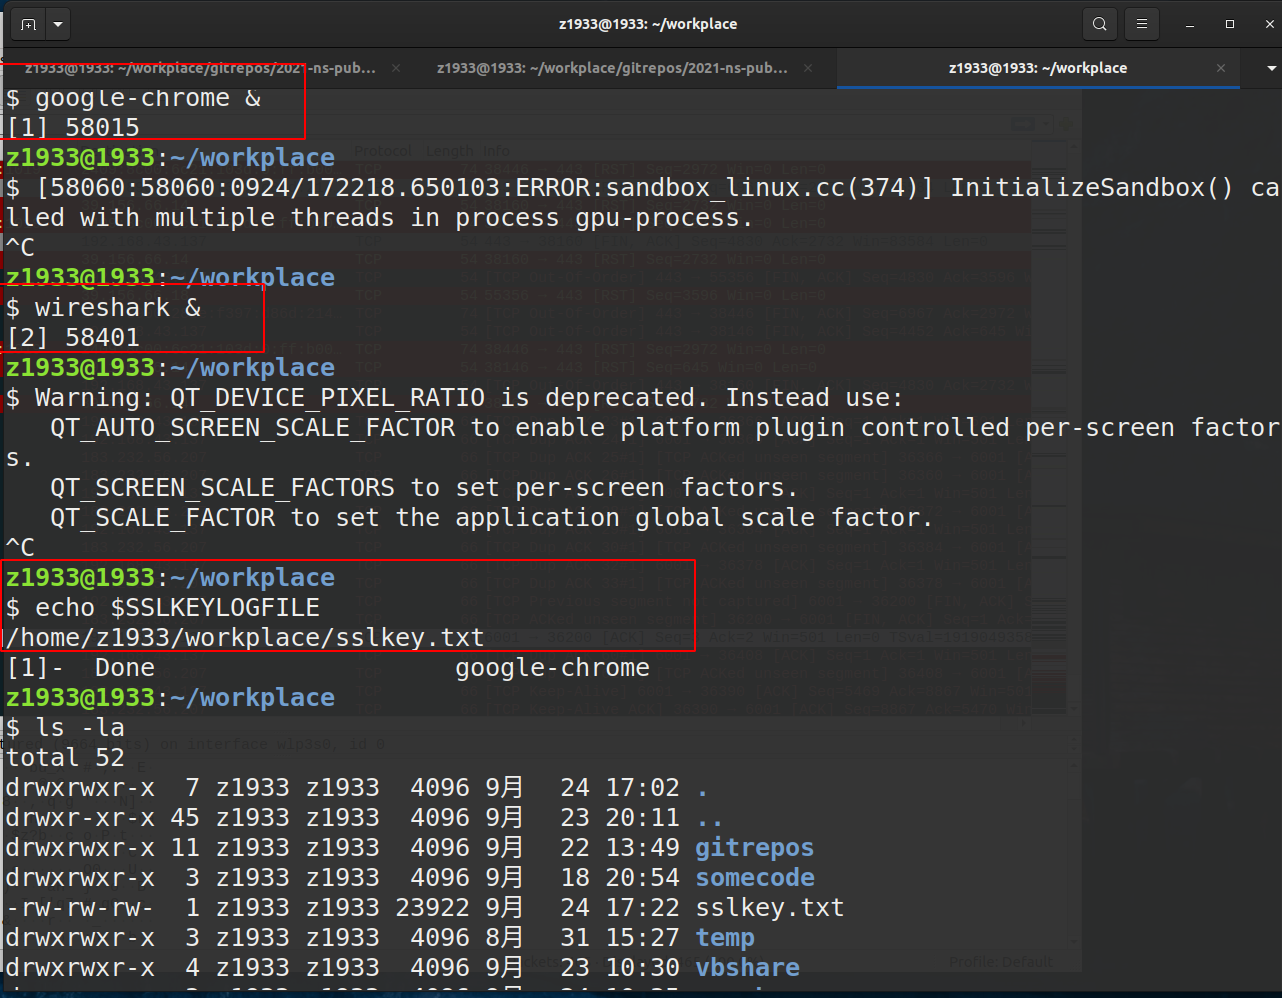 z1933@1933: ~/workplace
z1933@1933: ~/workplace/gitrepos/2021-ns-pub...
z1933@1933: ~/workplace/gitrepos/2021-ns-pub...
z1933@1933: ~/workplace
$ google-chrome &
[1] 58015
z1933@1933:~/workplace
$ [58060:58060:0924/172218.650103:ERROR:sandbox_linux.cc(374)] InitializeSandbox() ca
lled with multiple threads in process gpu-process.
^C
z1933@1933:~/workplace
$ wireshark &
[2] 58401
z1933@1933:~/workplace
$ Warning: QT_DEVICE_PIXEL_RATIO is deprecated. Instead use:
   QT_AUTO_SCREEN_SCALE_FACTOR to enable platform plugin controlled per-screen factor
s.
   QT_SCREEN_SCALE_FACTORS to set per-screen factors.
   QT_SCALE_FACTOR to set the application global scale factor.
^C
z1933@1933:~/workplace
$ echo $SSLKEYLOGFILE
/home/z1933/workplace/sslkey.txt
[1]-  Done                    google-chrome
z1933@1933:~/workplace
$ ls -la
total 52
drwxrwxr-x  7 z1933 z1933  4096 9月  24 17:02 .
drwxr-xr-x 45 z1933 z1933  4096 9月  23 20:11 ..
drwxrwxr-x 11 z1933 z1933  4096 9月  22 13:49 gitrepos
drwxrwxr-x  3 z1933 z1933  4096 9月  18 20:54 somecode
-rw-rw-rw-  1 z1933 z1933 23922 9月  24 17:22 sslkey.txt
drwxrwxr-x  3 z1933 z1933  4096 8月  31 15:27 temp
drwxrwxr-x  4 z1933 z1933  4096 9月  23 10:30 vbshare